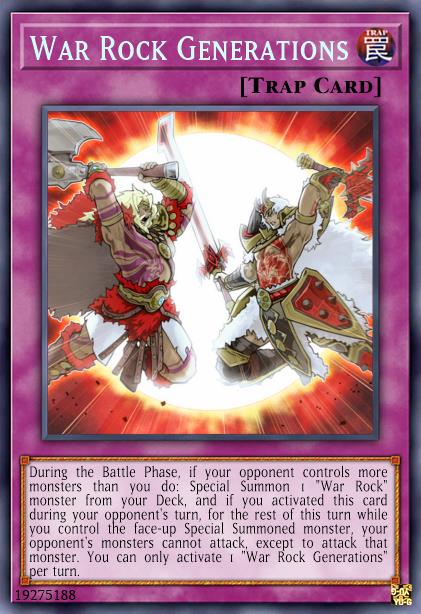 War Rock Generations
TRAP
罠
[Trap Card]
During the Battle Phase, if your opponent controls more
monsters than you do: Special Summon 1 "War Rock"
monster from your Deck, and if you activated this card
during your opponent's turn, for the rest of this turn while
you control the face-up Special Summoned monster, your
opponent's monsters cannot attack, except to attack that
monster. You can only activate 1 "War Rock Generations"
per turn.
19275188